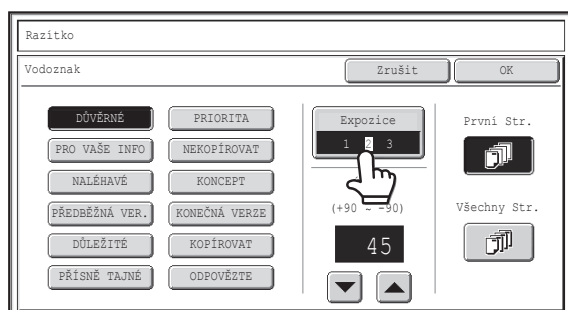 Razítko
Vodoznak
Zrušit
OK
DŮVĚRNÉ
PRIORITA
PRO VAŠE INFO
NEKOPÍROVAT
NALÉHAVÉ
KONCEPT
PŘEDBĚŽNÁ VER.
KONEČNÁ VERZE
DŮLEŽITÉ
KOPÍROVAT
PŘÍSNĚ TAJNÉ
ODPOVĚZTE
Expozice
1 2 3
(+90 ~ -90)
45
První Str.
Všechny Str.